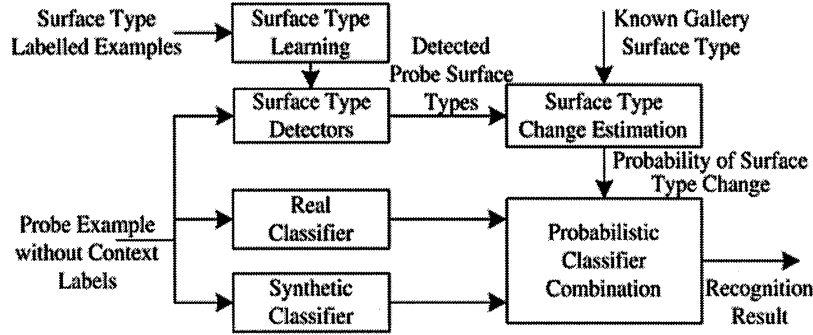 Surface Type
Labelled Examples
Surface Type
Learning
Detected
Probe Surface
Types
Known Gallery
Surface Type
Surface Type
Detectors
Surface Type
Change Estimation
Probability of Surface
Type Change
Probe Example
without Context
Labels
Real
Classifier
Synthetic
Classifier
Probabilistic
Classifier
Combination
Recognition
Result